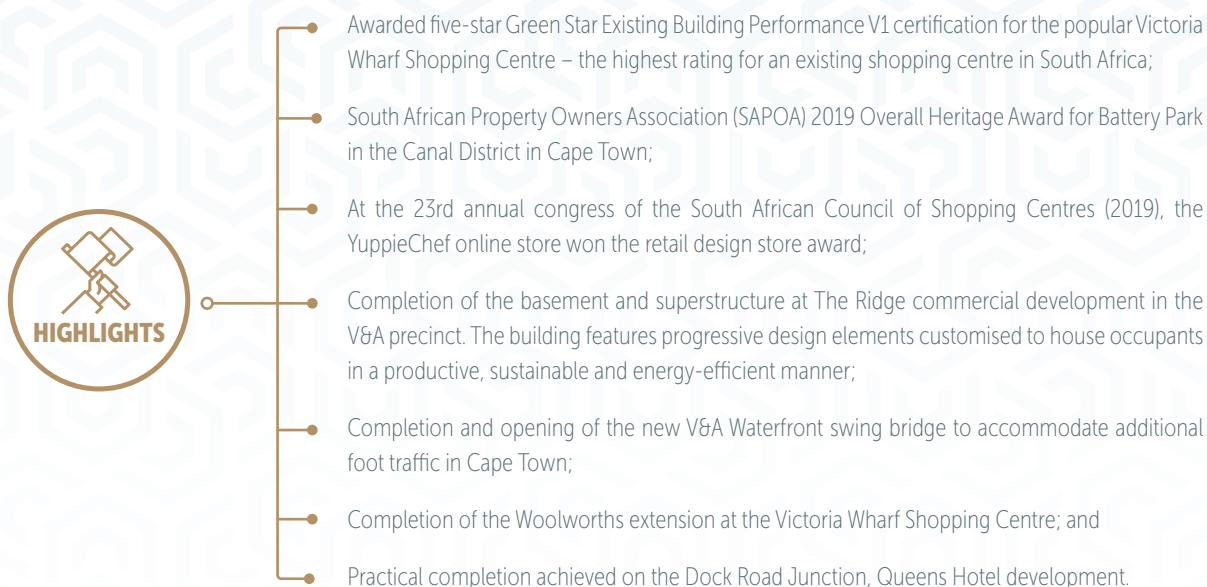 HIGHLIGHTS
Awarded five-star Green Star Existing Building Performance V1 certification for the popular Victoria
Wharf Shopping Centre – the highest rating for an existing shopping centre in South Africa;
South African Property Owners Association (SAPOA) 2019 Overall Heritage Award for Battery Park
in the Canal District in Cape Town;
At the 23rd annual congress of the South African Council of Shopping Centres (2019), the
YuppieChef online store won the retail design store award;
Completion of the basement and superstructure at The Ridge commercial development in the
V&A precinct. The building features progressive design elements customised to house occupants
in a productive, sustainable and energy-efficient manner;
Completion and opening of the new V&A Waterfront swing bridge to accommodate additional
foot traffic in Cape Town;
Completion of the Woolworths extension at the Victoria Wharf Shopping Centre; and
Practical completion achieved on the Dock Road Junction, Queens Hotel development.